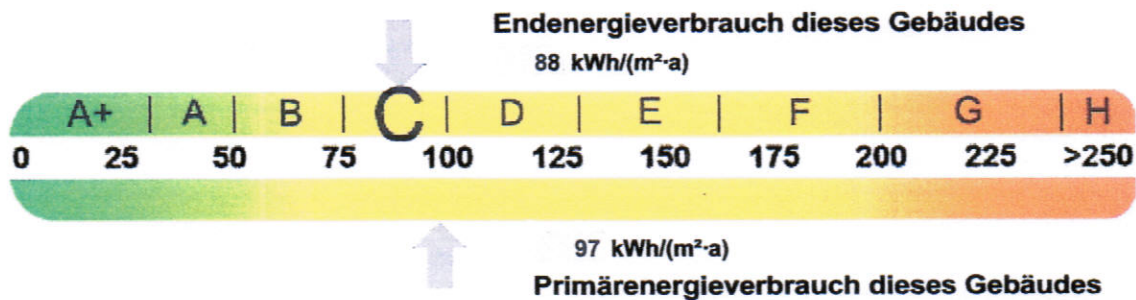 Endenergieverbrauch dieses Gebäudes
88 kWh/(m²·a)
A+ | A | B | C | D | E | F | G | H
0 25 50 75 100 125 150 175 200 225 >250
97 kWh/(m²·a)
Primärenergieverbrauch dieses Gebäudes